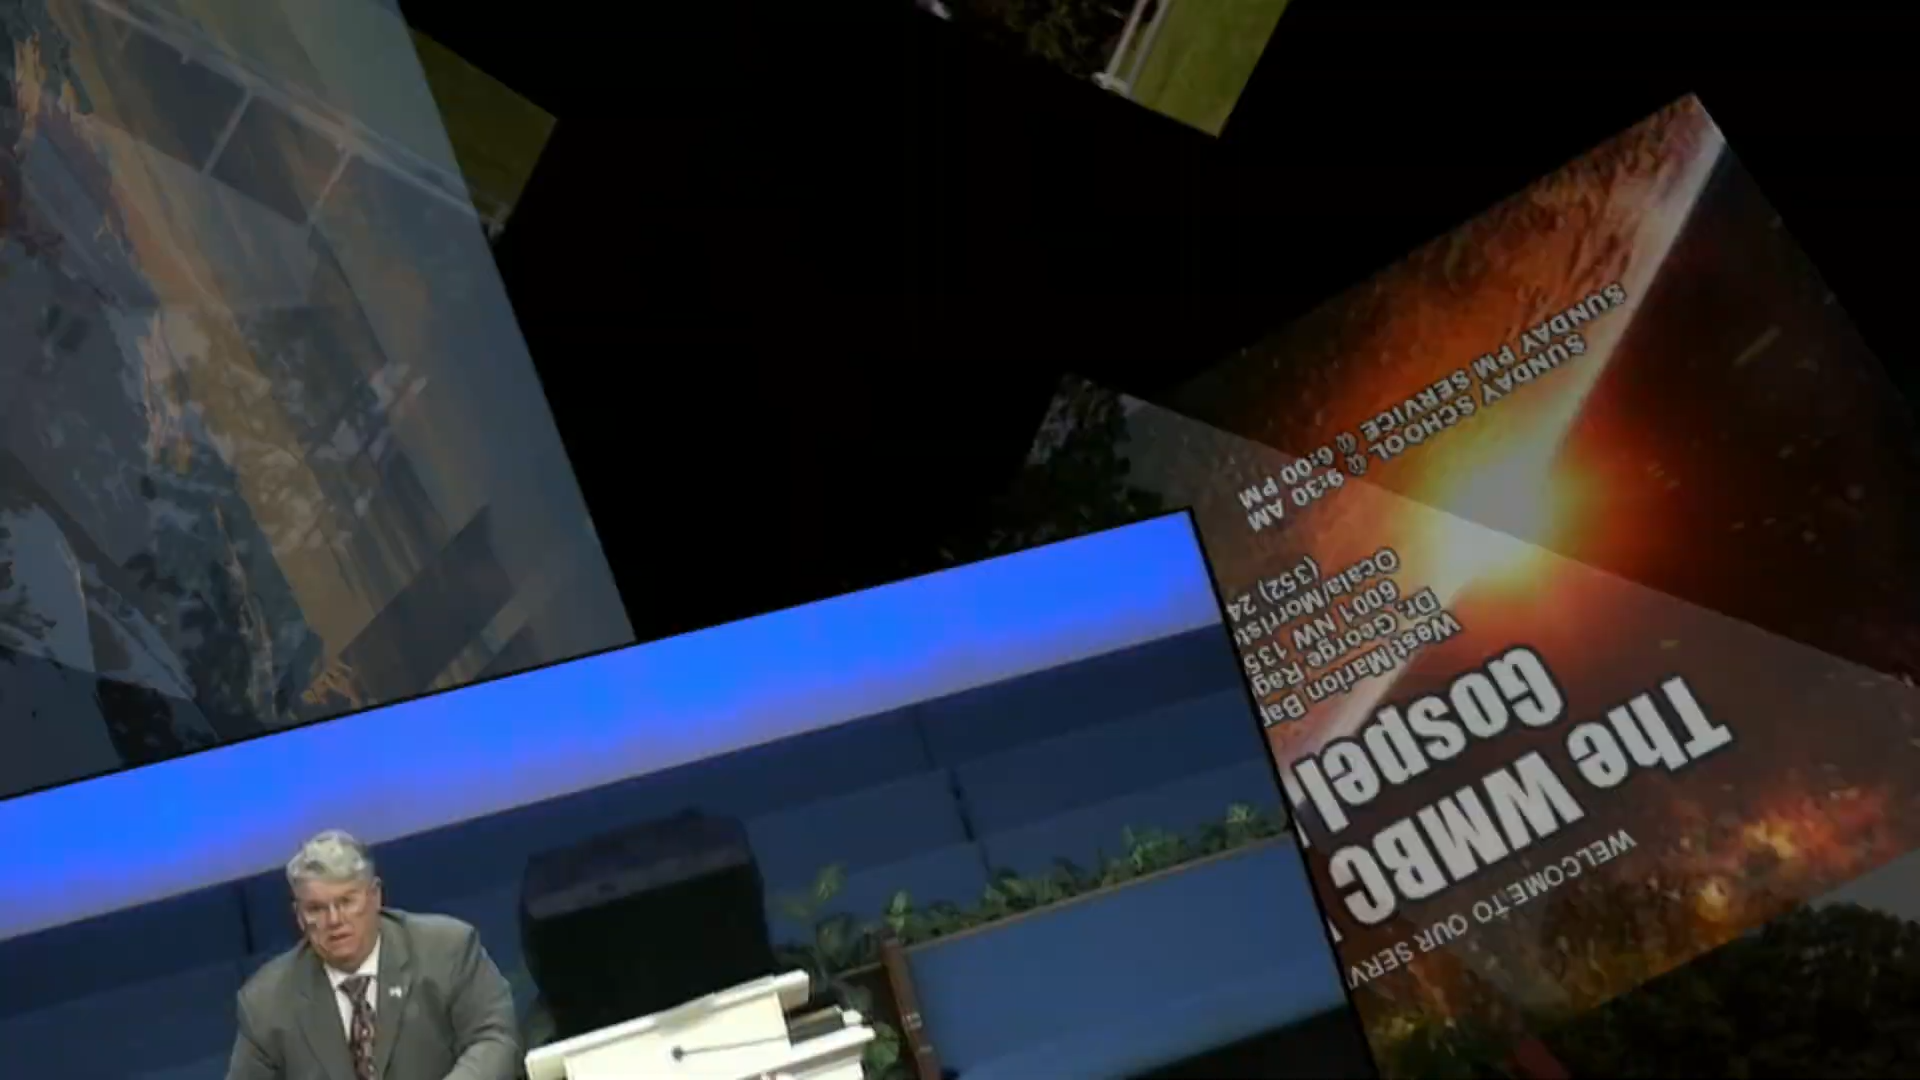 WELCOME TO OUR SERV
The WMBC
Gospel
West Marion Bap
Dr. George Rag
6001 NW 135
Ocala/Morrist
(352) 24
SUNDAY SCHOOL @ 9:30 AM
SUNDAY PM SERVICE @ 6:00 PM